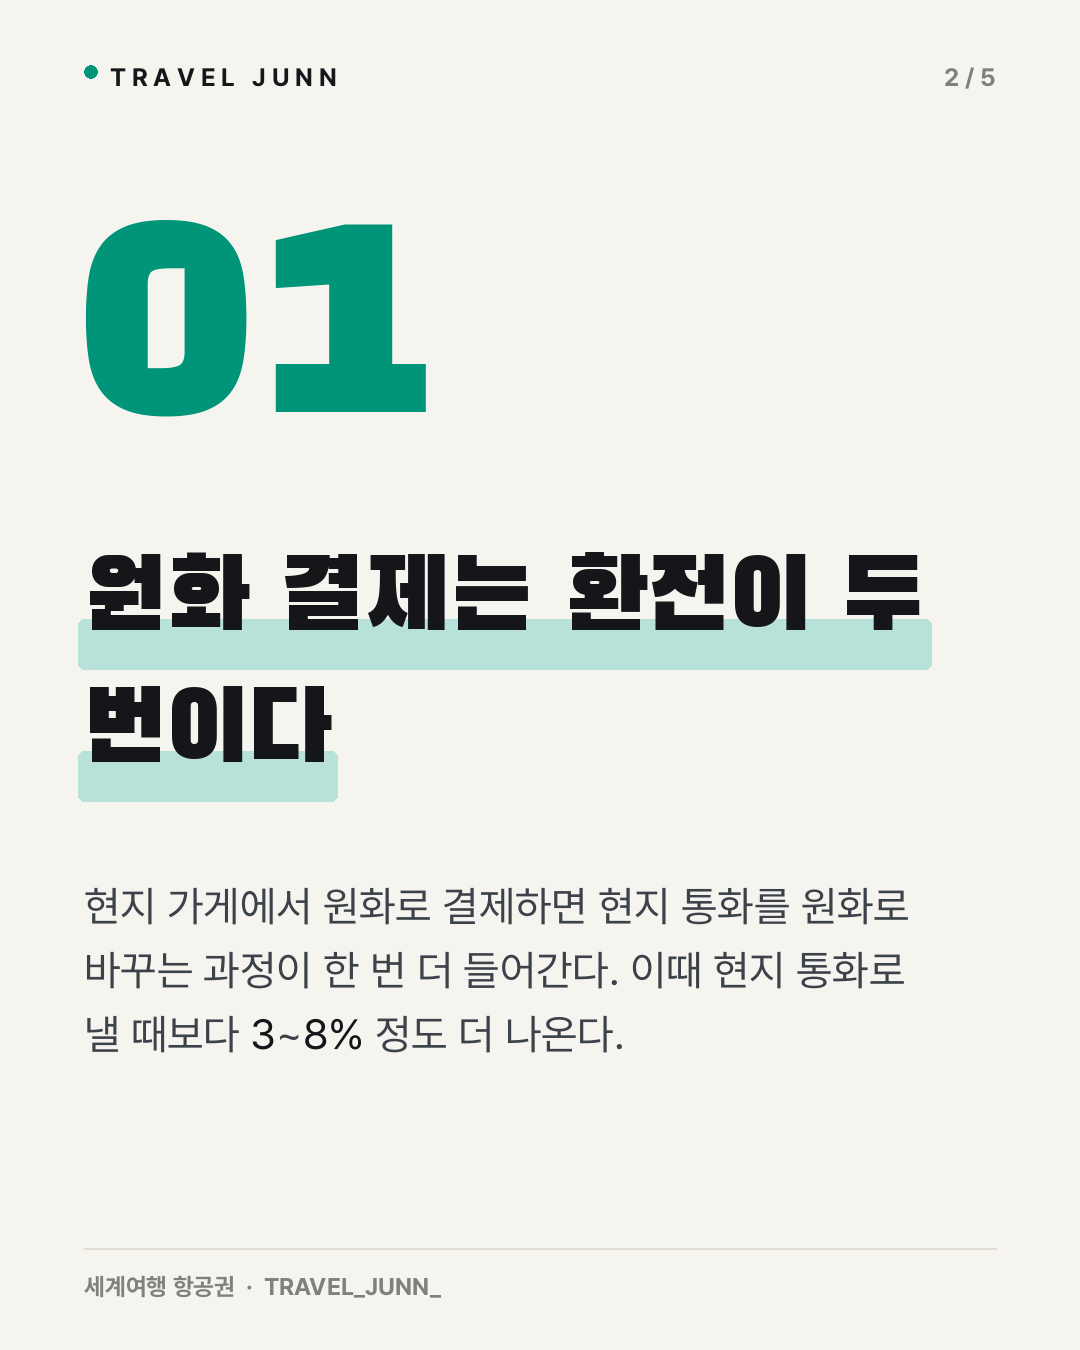 TRAVEL JUNN
2 / 5
01
원화 결제는 환전이 두
번이다
현지 가게에서 원화로 결제하면 현지 통화를 원화로
바꾸는 과정이 한 번 더 들어간다. 이때 현지 통화로
낼 때보다 3~8% 정도 더 나온다.
세계여행 항공권 · TRAVEL_JUNN_